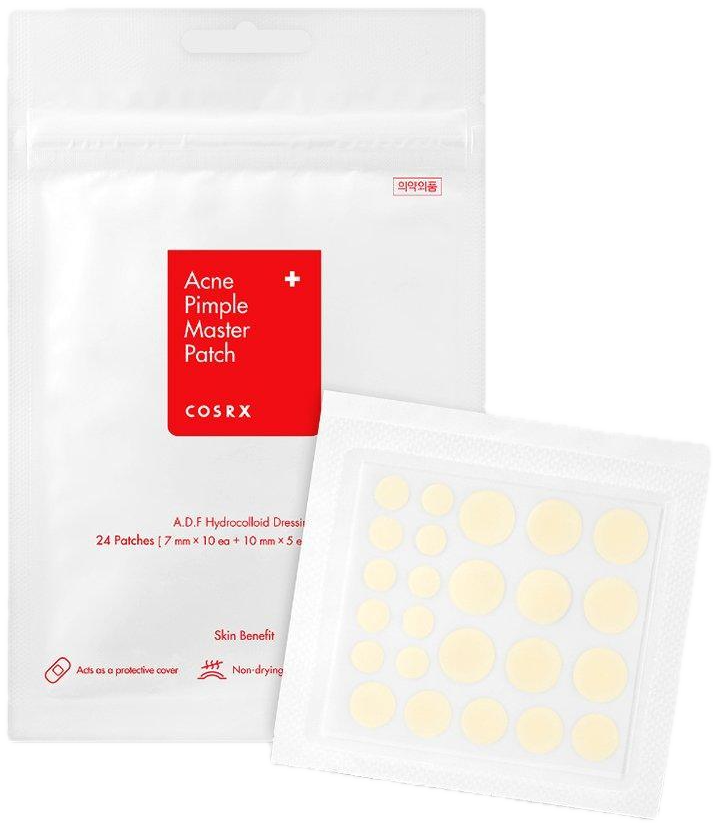 의약외품
Acne
Pimple
Master
Patch
COSRX
A.D.F Hydrocolloid
24 Patches [ 7 mm × 10 ea + 10 mm × 5
Skin Benefit
Acts as a protective cover
Non-drying